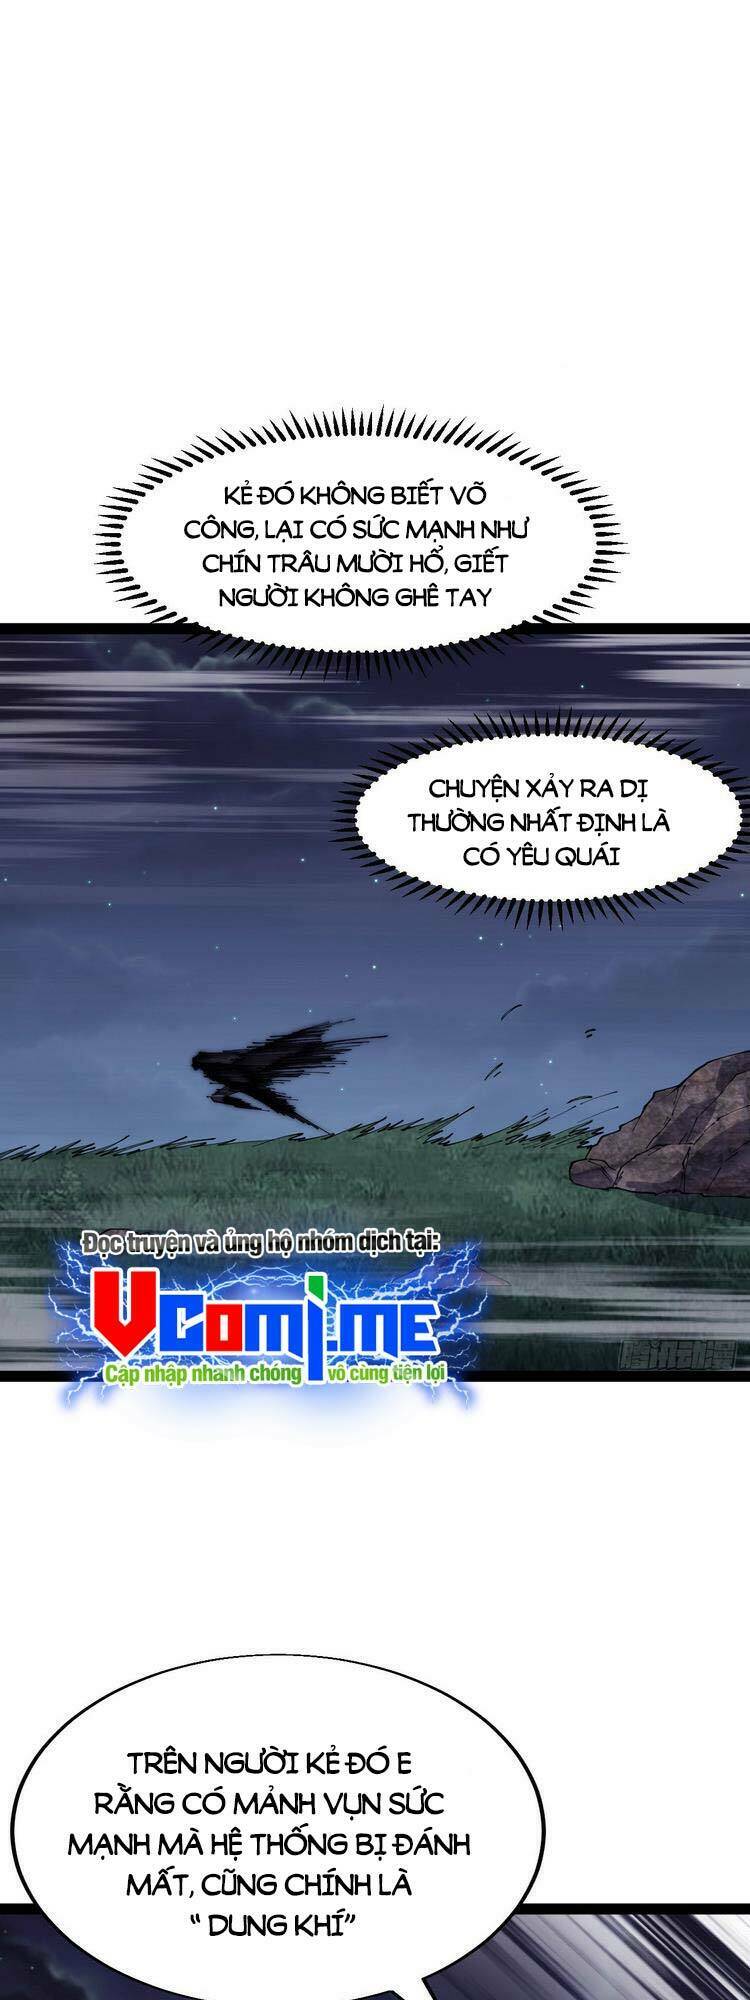 KẺ ĐÓ KHÔNG BIẾT VÕ
CÔNG, LẠI CÓ SỨC MẠNH NHƯ
CHÍN TRÂU MƯỜI HỔ, GIẾT
NGƯỜI KHÔNG GHÊ TAY
CHUYỆN XẢY RA DỊ
THƯỜNG NHẤT ĐỊNH LÀ
CÓ YÊU QUÁI
Đọc truyện và ủng hộ nhóm dịch tại:
VComi.me
Cập nhập nhanh chóng vô cùng tiện lợi
TRÊN NGƯỜI KẺ ĐÓ E
RẰNG CÓ MẢNH VỤN SỨC
MẠNH MÀ HỆ THỐNG BỊ ĐÁNH
MẤT, CŨNG CHÍNH LÀ
“ DUNG KHÍ”